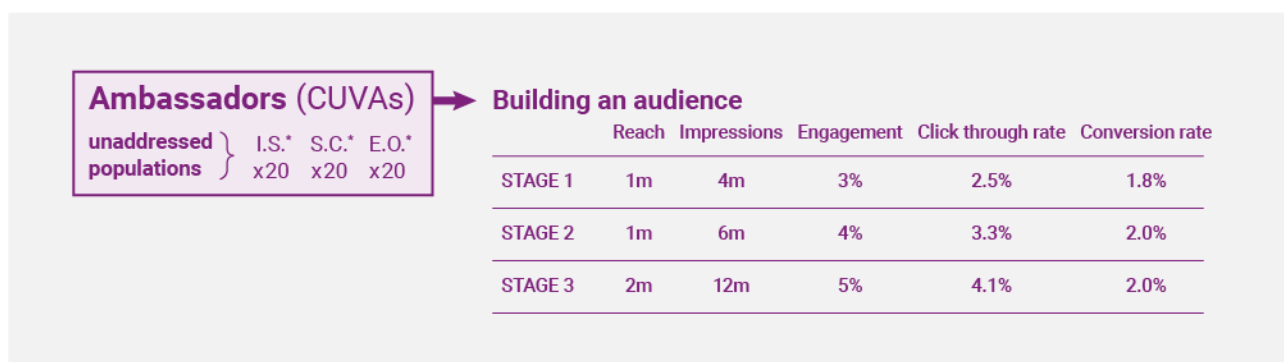 Ambassadors (CUVAs)
unaddressed populations } I.S.* S.C.* E.O.*
x20 x20 x20
Building an audience
Reach Impressions Engagement Click through rate Conversion rate
STAGE 1 1m 4m 3% 2.5% 1.8%
STAGE 2 1m 6m 4% 3.3% 2.0%
STAGE 3 2m 12m 5% 4.1% 2.0%